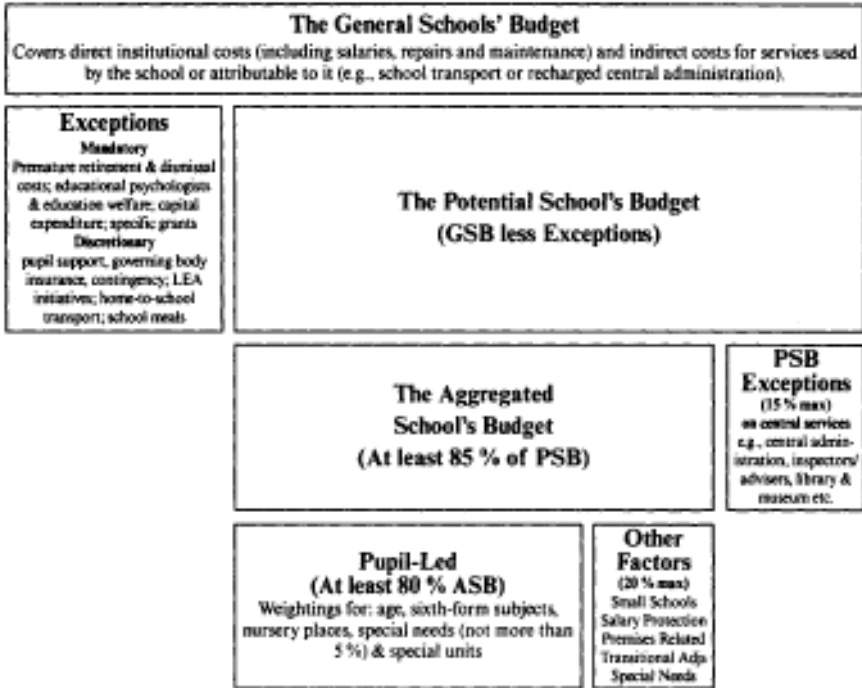 The General Schools' Budget
Covers direct institutional costs (including salaries, repairs and maintenance) and indirect costs for services used
by the school or attributable to it (e.g., school transport or recharged central administration).
Exceptions
Mandatory
Premature retirement & dismissal
costs; educational psychologists
& education welfare; capital
expenditure; specific grants
Discretionary
pupil support, governing body
insurance, contingency; LEA
initiatives; home-to-school
transport; school meals
The Potential School's Budget
(GSB less Exceptions)
The Aggregated
School's Budget
(At least 85 % of PSB)
PSB
Exceptions
(15 % max)
on central services
e.g., central admin-
istration, inspectors/
advisers, library &
museum etc.
Pupil-Led
(At least 80 % ASB)
Weightings for: age, sixth-form subjects,
nursery places, special needs (not more than
5 %) & special units
Other
Factors
(20 % max)
Small Schools
Salary Protection
Premises Related
Transitional Adjs
Special Needs